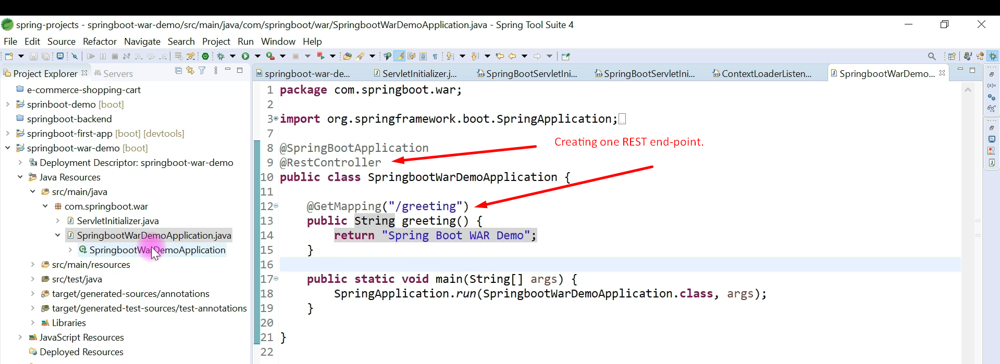 spring-projects - springboot-war-demo/src/main/java/com/springboot/war/SpringbootWarDemoApplication.java - Spring Tool Suite 4
File Edit Source Refactor Navigate Search Project Run Window Help
Project Explorer Servers
springboot-war-de... ServletInitializer.j... SpringBootServletIni... SpringBootServletIni... ContextLoaderListen... SpringbootWarDemo...
e-commerce-shopping-cart
sprinboot-demo [boot]
springboot-backend
springboot-first-app [boot] [devtools]
springboot-war-demo [boot]
Deployment Descriptor: springboot-war-demo
Java Resources
src/main/java
com.springboot.war
ServletInitializer.java
SpringbootWarDemoApplication.java
SpringbootWarDemoApplication
src/main/resources
src/test/java
target/generated-sources/annotations
target/generated-test-sources/test-annotations
Libraries
JavaScript Resources
Deployed Resources
1 package com.springboot.war;
2
3 import org.springframework.boot.SpringApplication;
7
8 @SpringBootApplication
9 @RestController
10 public class SpringbootWarDemoApplication {
11
12 @GetMapping("/greeting")
13 public String greeting() {
14 return "Spring Boot WAR Demo";
15 }
16
17 public static void main(String[] args) {
18 SpringApplication.run(SpringbootWarDemoApplication.class, args);
19 }
20
21 }
22
Creating one REST end-point.
(x)=